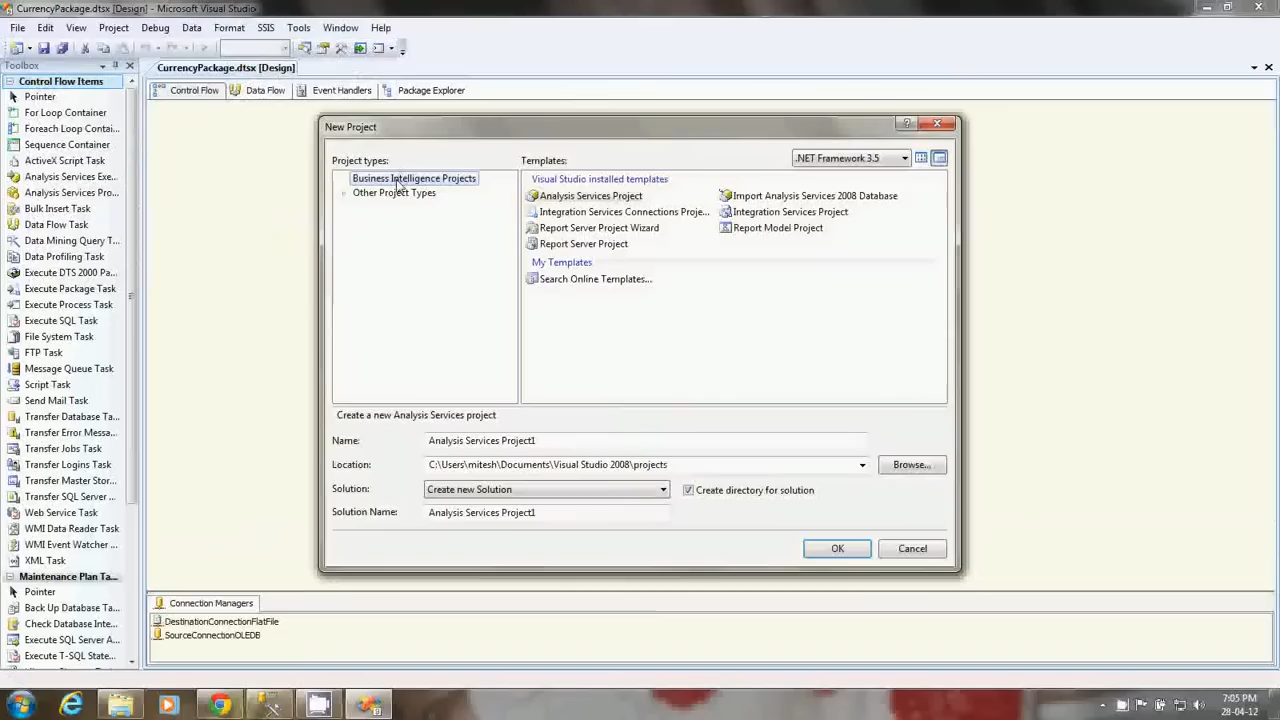 CurrencyPackage.dtsx [Design] - Microsoft Visual Studio
File Edit View Project Debug Data Format SSIS Tools Window Help
Toolbox
CurrencyPackage.dtsx [Design]
Control Flow Data Flow Event Handlers Package Explorer
Control Flow Items
Pointer
For Loop Container
Foreach Loop Contai...
Sequence Container
ActiveX Script Task
Analysis Services Exe...
Analysis Services Pro...
Bulk Insert Task
Data Flow Task
Data Mining Query T...
Data Profiling Task
Execute DTS 2000 Pa...
Execute Package Task
Execute Process Task
Execute SQL Task
File System Task
FTP Task
Message Queue Task
Script Task
Send Mail Task
Transfer Database Ta...
Transfer Error Messa...
Transfer Jobs Task
Transfer Logins Task
Transfer Master Stor...
Transfer SQL Server ...
Web Service Task
WMI Data Reader Task
WMI Event Watcher ...
XML Task
Maintenance Plan Ta...
Pointer
Back Up Database Ta...
Check Database Inte...
Execute SQL Server A...
Execute T-SQL State...
New Project
Project types:
Business Intelligence Projects
Other Project Types
Templates:
.NET Framework 3.5
Visual Studio installed templates
Analysis Services Project
Import Analysis Services 2008 Database
Integration Services Connections Proje...
Integration Services Project
Report Server Project Wizard
Report Model Project
Report Server Project
My Templates
Search Online Templates...
Create a new Analysis Services project
Name: Analysis Services Project1
Location: C:\Users\mitesh\Documents\Visual Studio 2008\projects
Browse...
Solution: Create new Solution
Create directory for solution
Solution Name: Analysis Services Project1
OK Cancel
Connection Managers
DestinationConnectionFlatFile
SourceConnectionOLEDB
7:05 PM
28-04-12